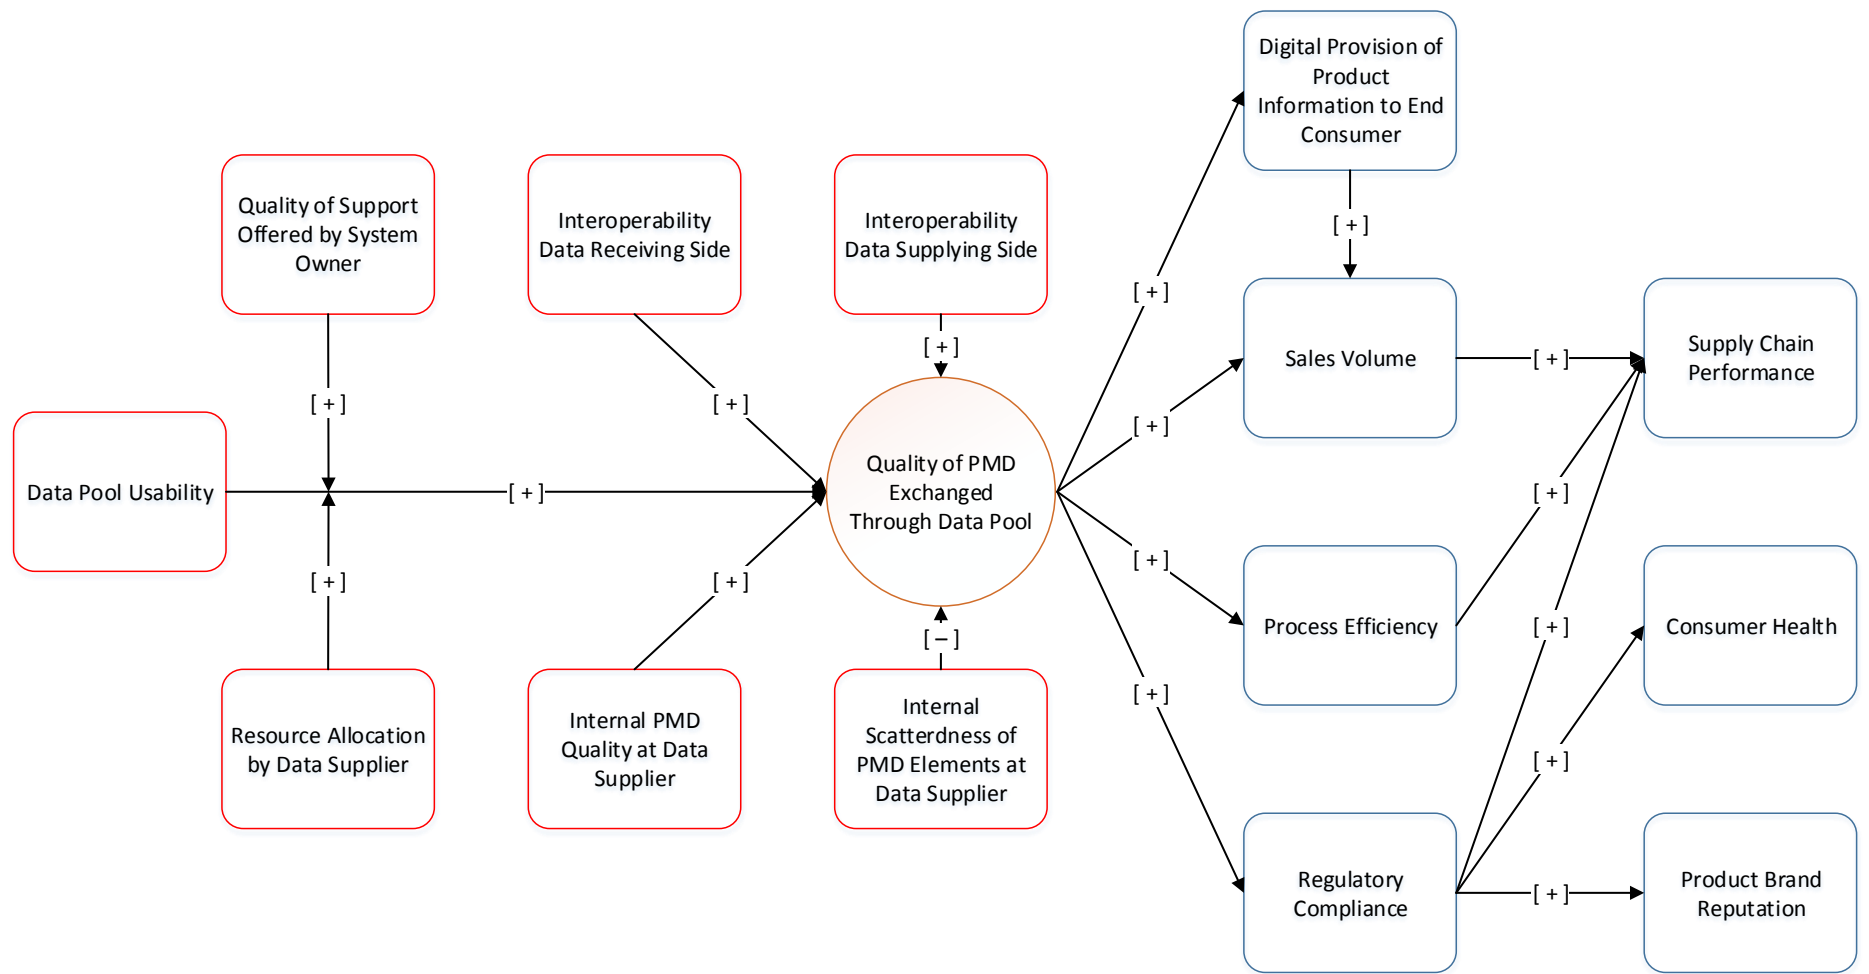 Digital Provision of
Product
Information to End
Consumer
Quality of Support
Offered by System
Owner
Interoperability
Data Receiving Side
Interoperability
Data Supplying Side
[ + ]
[ + ]
[ + ]
Sales Volume
[ + ]
Supply Chain
Performance
[ + ]
[ + ]
[ + ]
Data Pool Usability
[ + ]
Quality of PMD
Exchanged
Through Data Pool
[ + ]
[ + ]
[ + ]
[ + ]
[ – ]
Process Efficiency
[ + ]
Consumer Health
Resource Allocation
by Data Supplier
Internal PMD
Quality at Data
Supplier
Internal
Scatterdness of
PMD Elements at
Data Supplier
[ + ]
[ + ]
Regulatory
Compliance
[ + ]
Product Brand
Reputation